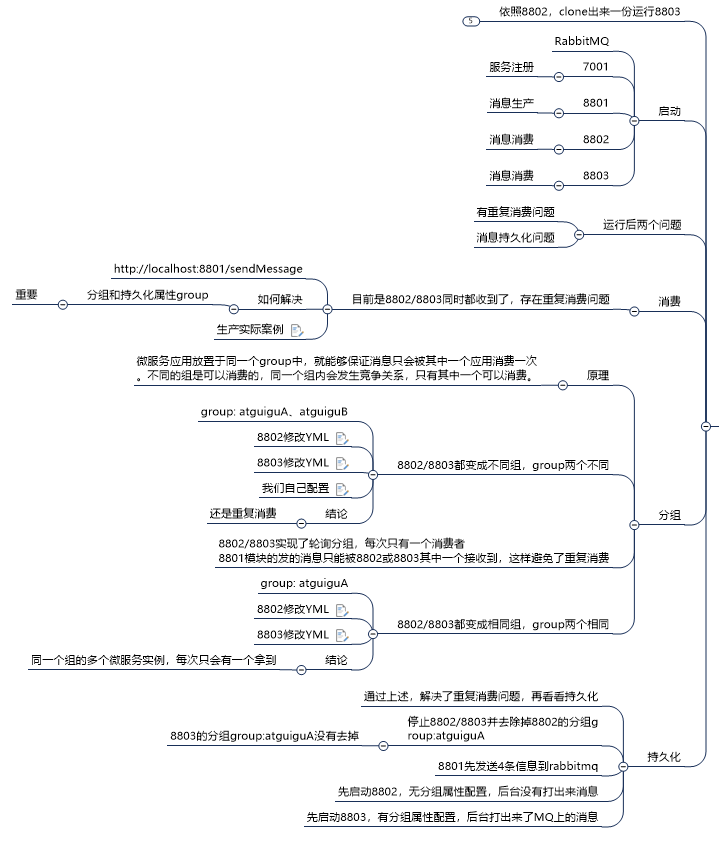 依照8802，clone出来一份运行8803
5
RabbitMQ
服务注册
7001
消息生产
8801
启动
消息消费
8802
消息消费
8803
有重复消费问题
运行后两个问题
消息持久化问题
http://localhost:8801/sendMessage
重要
分组和持久化属性group
如何解决
目前是8802/8803同时都收到了，存在重复消费问题
消费
生产实际案例
微服务应用放置于同一个group中，就能够保证消息只会被其中一个应用消费一次
。不同的组是可以消费的，同一个组内会发生竞争关系，只有其中一个可以消费。
原理
group: atguiguA、atguiguB
8802修改YML
8803修改YML
8802/8803都变成不同组，group两个不同
我们自己配置
还是重复消费
结论
分组
8802/8803实现了轮询分组，每次只有一个消费者
8801模块的发的消息只能被8802或8803其中一个接收到，这样避免了重复消费
group: atguiguA
8802修改YML
8803修改YML
8802/8803都变成相同组，group两个相同
同一个组的多个微服务实例，每次只会有一个拿到
结论
通过上述，解决了重复消费问题，再看看持久化
停止8802/8803并去除掉8802的分组g
roup:atguiguA
8803的分组group:atguiguA没有去掉
持久化
8801先发送4条信息到rabbitmq
先启动8802，无分组属性配置，后台没有打出来消息
先启动8803，有分组属性配置，后台打出来了MQ上的消息